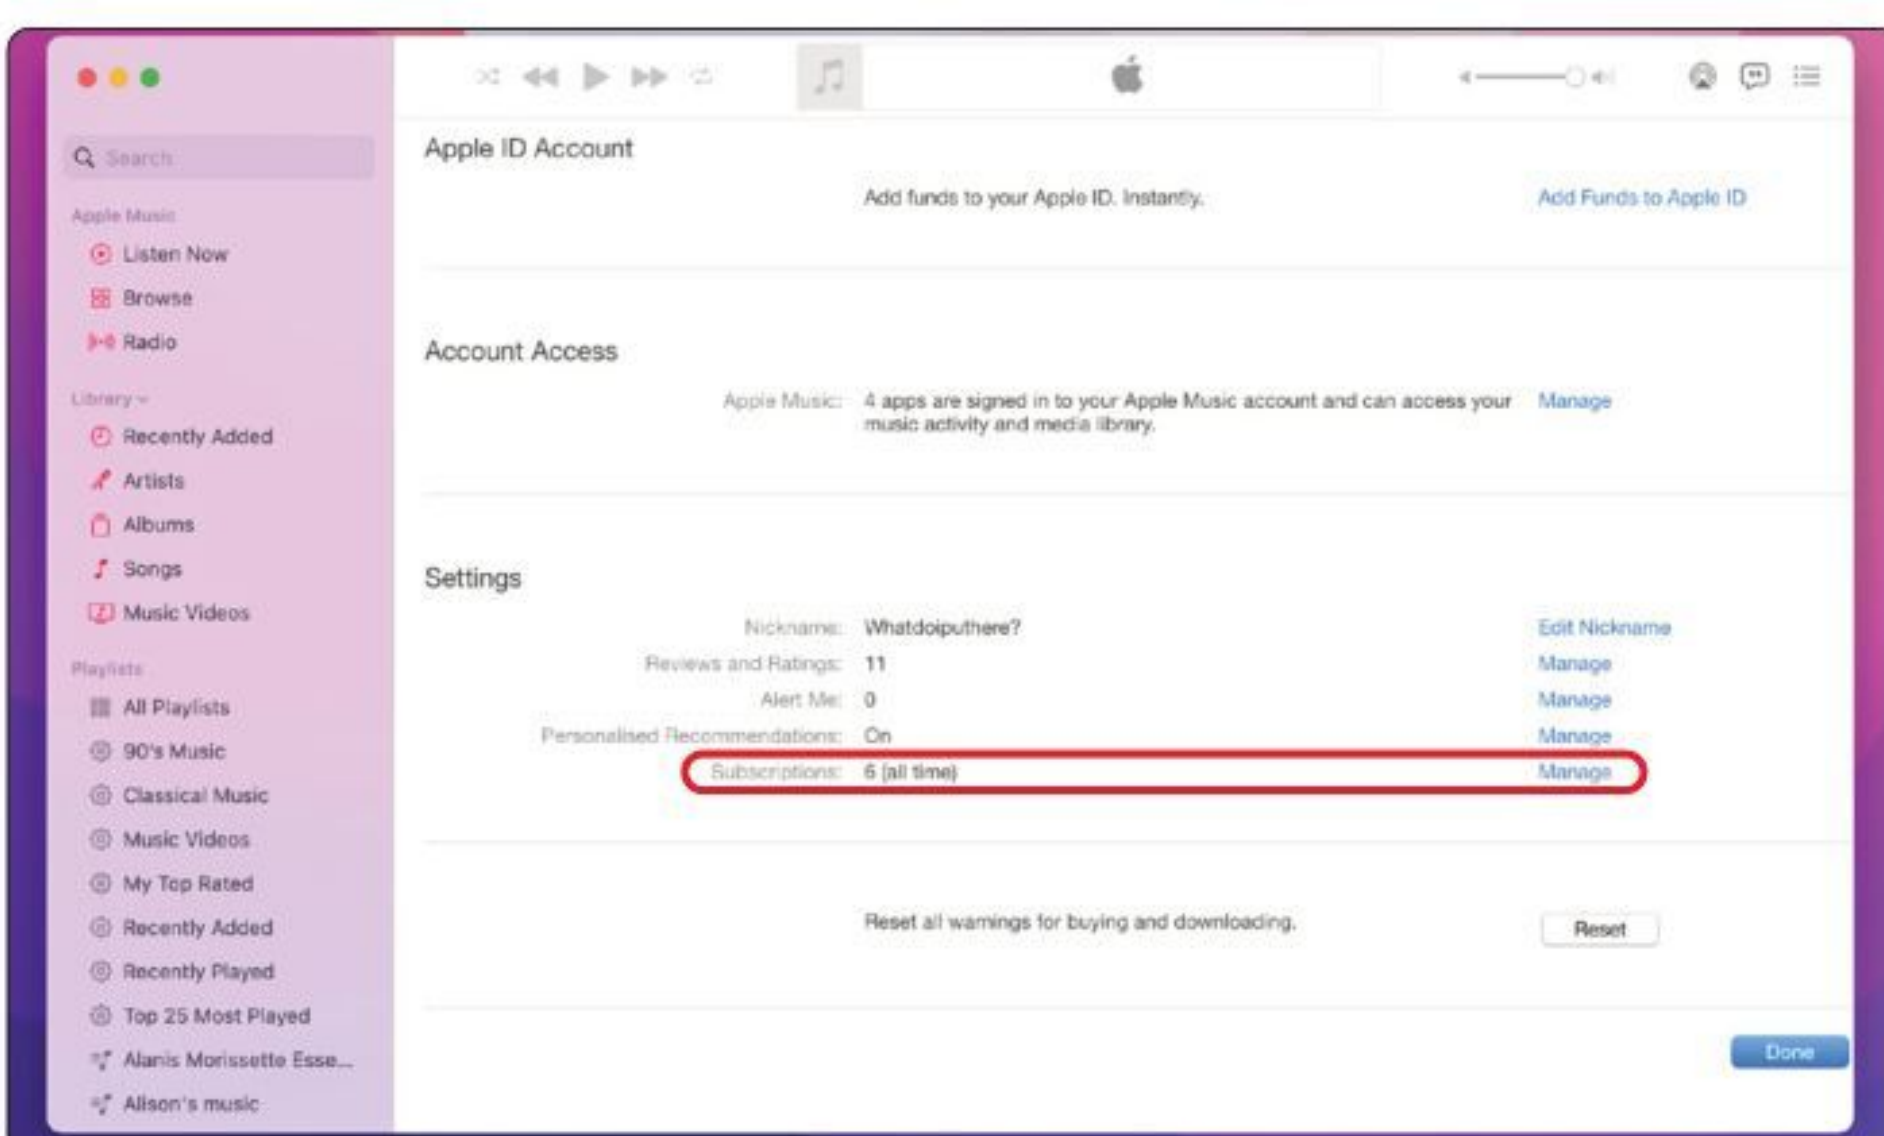 Search
Apple Music
Listen Now
Browse
Radio
Library
Recently Added
Artists
Albums
Songs
Music Videos
Playlists
All Playlists
90's Music
Classical Music
Music Videos
My Top Rated
Recently Added
Recently Played
Top 25 Most Played
Alanis Morissette Esse...
Alison's music
Apple ID Account
Add funds to your Apple ID. Instantly. Add Funds to Apple ID
Account Access
Apple Music: 4 apps are signed in to your Apple Music account and can access your Manage
music activity and media library.
Settings
Nickname: Whatdoiputhere? Edit Nickname
Reviews and Ratings: 11 Manage
Alert Me: 0 Manage
Personalised Recommendations: On Manage
Subscriptions: 6 (all time) Manage
Reset all warnings for buying and downloading. Reset
Done